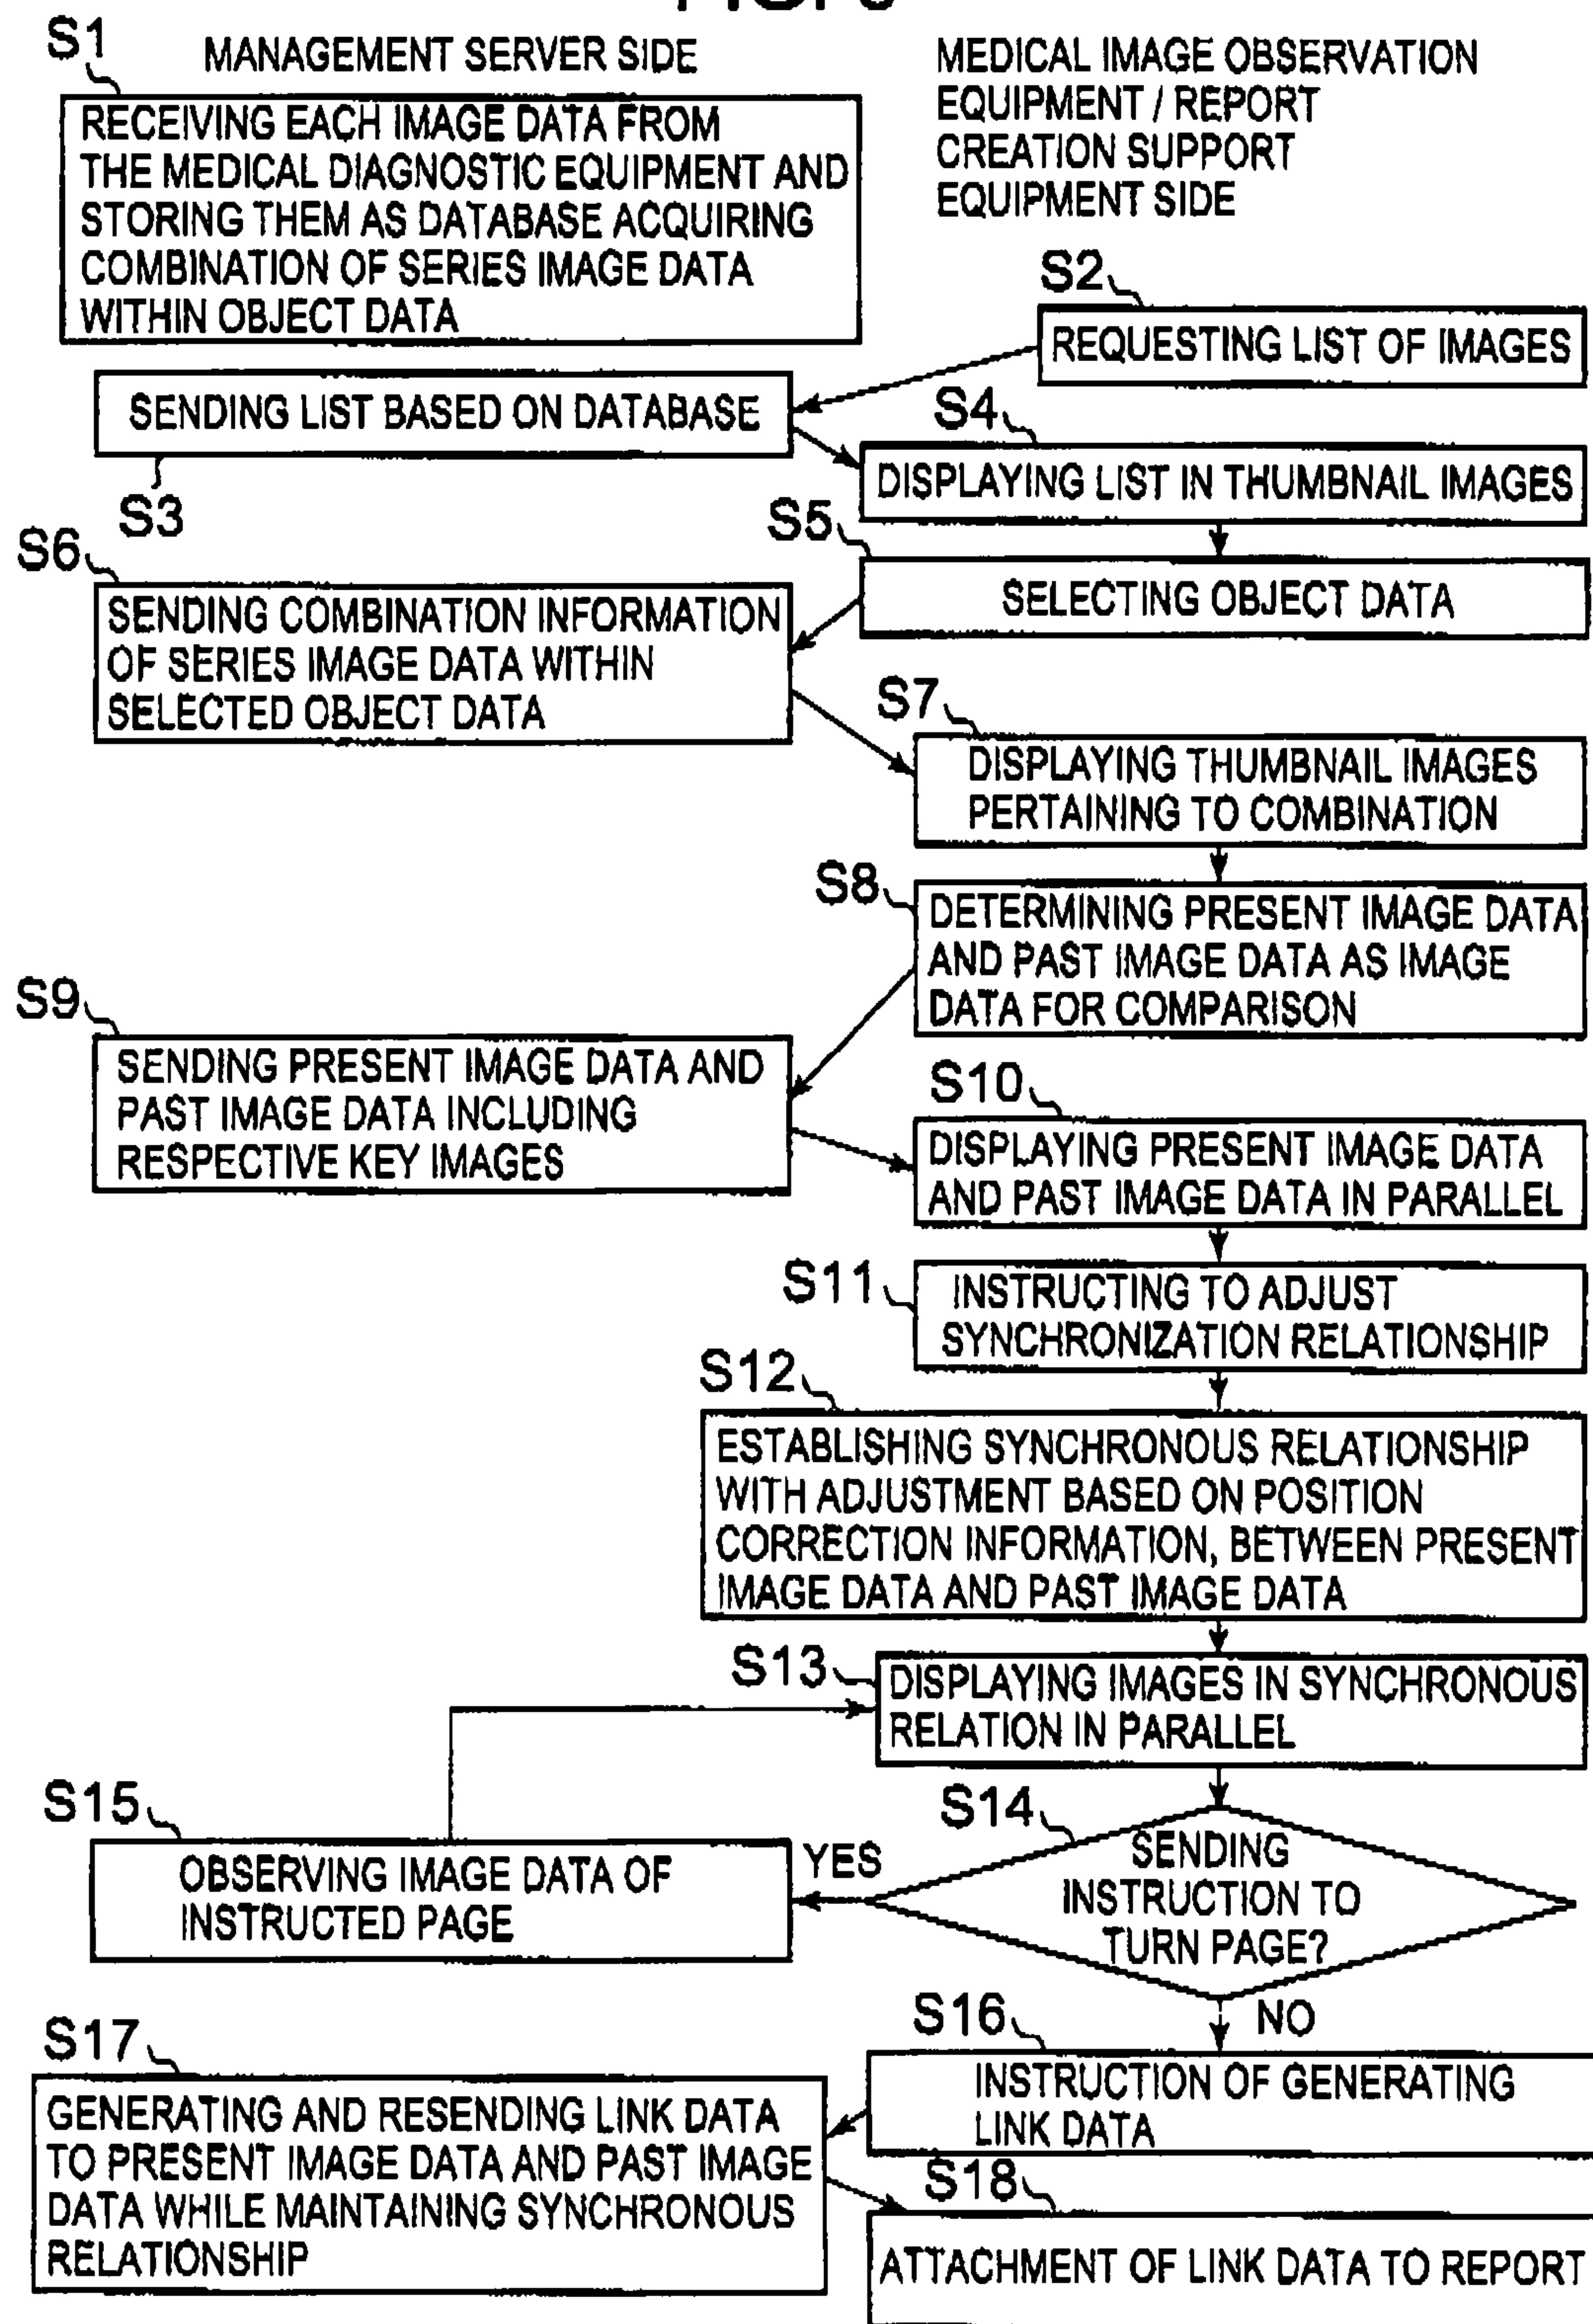 S1
MANAGEMENT SERVER SIDE
MEDICAL IMAGE OBSERVATION
EQUIPMENT / REPORT
CREATION SUPPORT
EQUIPMENT SIDE
RECEIVING EACH IMAGE DATA FROM
THE MEDICAL DIAGNOSTIC EQUIPMENT AND
STORING THEM AS DATABASE ACQUIRING
COMBINATION OF SERIES IMAGE DATA
WITHIN OBJECT DATA
S2
REQUESTING LIST OF IMAGES
SENDING LIST BASED ON DATABASE
S3
S4
DISPLAYING LIST IN THUMBNAIL IMAGES
S5
SELECTING OBJECT DATA
S6
SENDING COMBINATION INFORMATION
OF SERIES IMAGE DATA WITHIN
SELECTED OBJECT DATA
S7
DISPLAYING THUMBNAIL IMAGES
PERTAINING TO COMBINATION
S8
DETERMINING PRESENT IMAGE DATA
AND PAST IMAGE DATA AS IMAGE
DATA FOR COMPARISON
S9
SENDING PRESENT IMAGE DATA AND
PAST IMAGE DATA INCLUDING
RESPECTIVE KEY IMAGES
S10
DISPLAYING PRESENT IMAGE DATA
AND PAST IMAGE DATA IN PARALLEL
S11
INSTRUCTING TO ADJUST
SYNCHRONIZATION RELATIONSHIP
S12
ESTABLISHING SYNCHRONOUS RELATIONSHIP
WITH ADJUSTMENT BASED ON POSITION
CORRECTION INFORMATION, BETWEEN PRESENT
IMAGE DATA AND PAST IMAGE DATA
S13
DISPLAYING IMAGES IN SYNCHRONOUS
RELATION IN PARALLEL
S14
SENDING
INSTRUCTION TO
TURN PAGE?
YES
S15
OBSERVING IMAGE DATA OF
INSTRUCTED PAGE
NO
S16
INSTRUCTION OF GENERATING
LINK DATA
S17
GENERATING AND RESENDING LINK DATA
TO PRESENT IMAGE DATA AND PAST IMAGE
DATA WHILE MAINTAINING SYNCHRONOUS
RELATIONSHIP
S18
ATTACHMENT OF LINK DATA TO REPORT